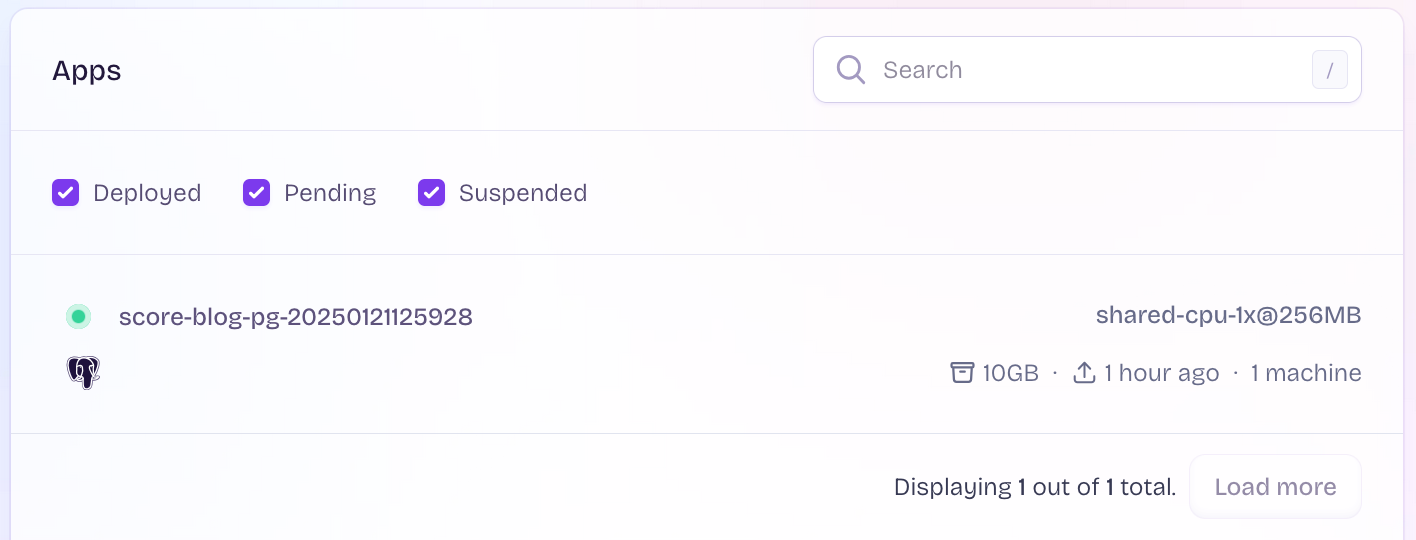 Apps
Search
/
Deployed Pending Suspended
score-blog-pg-20250121125928
shared-cpu-1x@256MB
10GB · 1 hour ago · 1 machine
Displaying 1 out of 1 total.
Load more